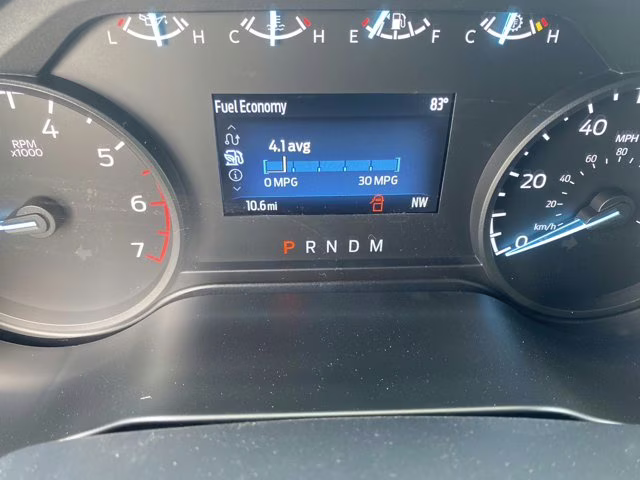 L H C H E F C H
Fuel Economy 83°
4.1 avg
0 MPG 30 MPG
10.6 mi NW
P R N D M
RPM
x1000
4
5
6
7
40
MPH
80
60
40
20
20
km/h
0